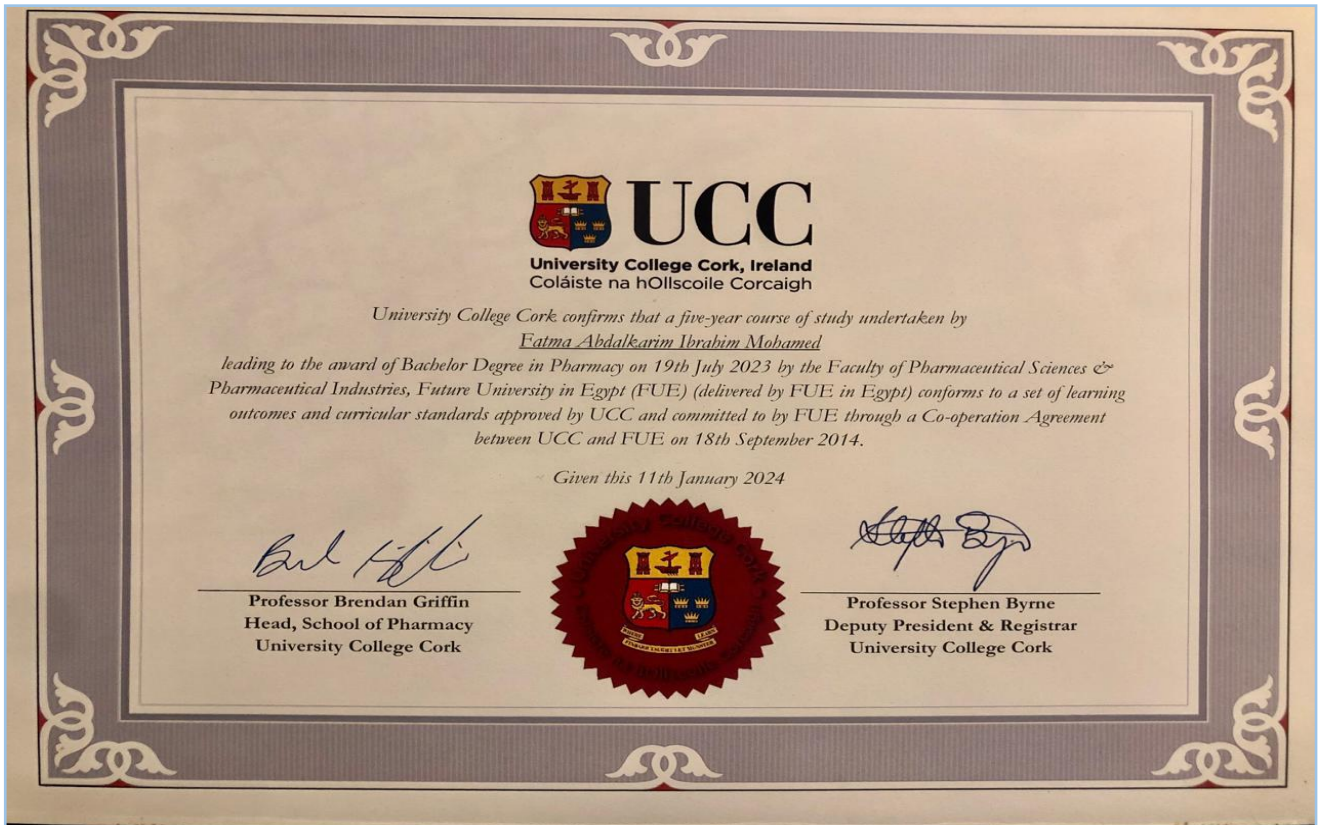 UCC
University College Cork, Ireland
Coláiste na hOllscoile Corcaigh
University College Cork confirms that a five-year course of study undertaken by
Fatma Abdalkarim Ibrahim Mohamed
leading to the award of Bachelor Degree in Pharmacy on 19th July 2023 by the Faculty of Pharmaceutical Sciences &
Pharmaceutical Industries, Future University in Egypt (FUE) (delivered by FUE in Egypt) conforms to a set of learning
outcomes and curricular standards approved by UCC and committed to by FUE through a Co-operation Agreement
between UCC and FUE on 18th September 2014.
Given this 11th January 2024
Professor Brendan Griffin
Head, School of Pharmacy
University College Cork
University College Cork
Professor Stephen Byrne
Deputy President & Registrar
University College Cork